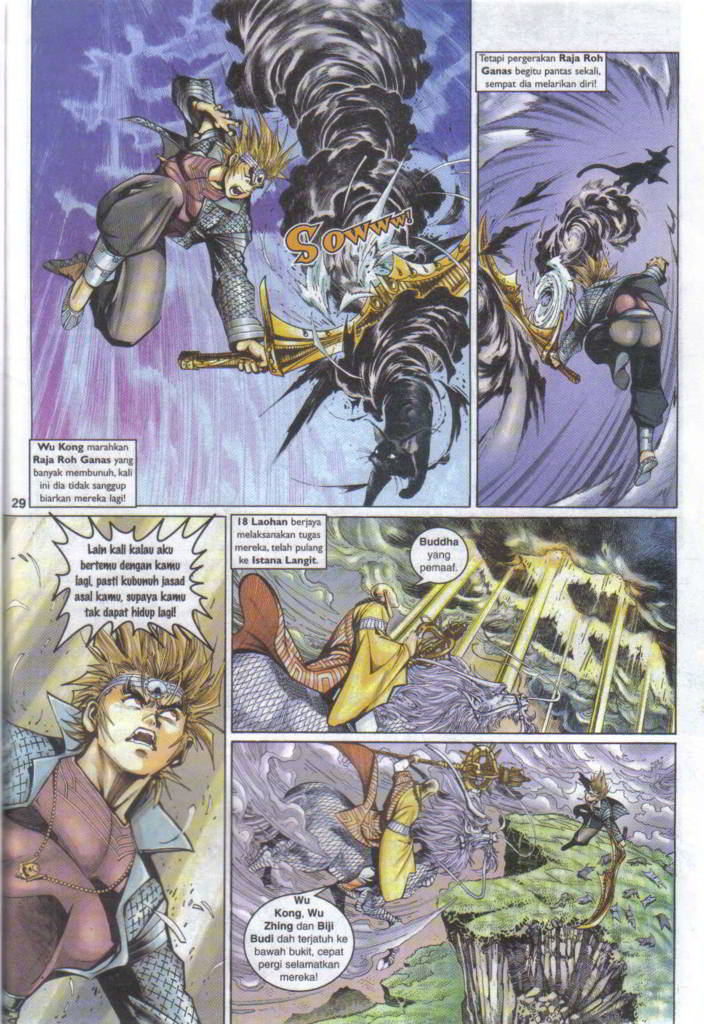 Sowww!
Wu Kong marahkan
Raja Roh Ganas yang
banyak membunuh, kali
ini dia tidak sanggup
biarkan mereka lagi!
Tetapi pergerakan Raja Roh
Ganas begitu pantas sekali,
sempat dia melarikan diri!
29
Lain kali kalau aku
bertemu dengan kamu
lagi, pasti kubunuh jasad
asal kamu, supaya kamu
tak dapat hidup lagi!
18 Laohan berjaya
melaksanakan tugas
mereka, telah pulang
ke Istana Langit.
Buddha
yang
pemaaf.
Wu
Kong, Wu
Zhing dan Biji
Budi dah terjatuh ke
bawah bukit, cepat
pergi selamatkan
mereka!